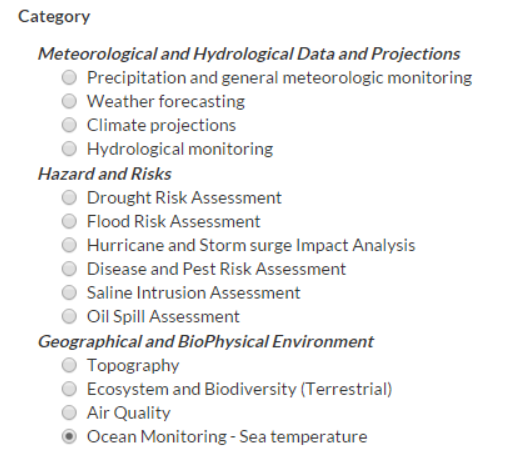 Category
Meteorological and Hydrological Data and Projections
Precipitation and general meteorologic monitoring
Weather forecasting
Climate projections
Hydrological monitoring
Hazard and Risks
Drought Risk Assessment
Flood Risk Assessment
Hurricane and Storm surge Impact Analysis
Disease and Pest Risk Assessment
Saline Intrusion Assessment
Oil Spill Assessment
Geographical and BioPhysical Environment
Topography
Ecosystem and Biodiversity (Terrestrial)
Air Quality
Ocean Monitoring - Sea temperature